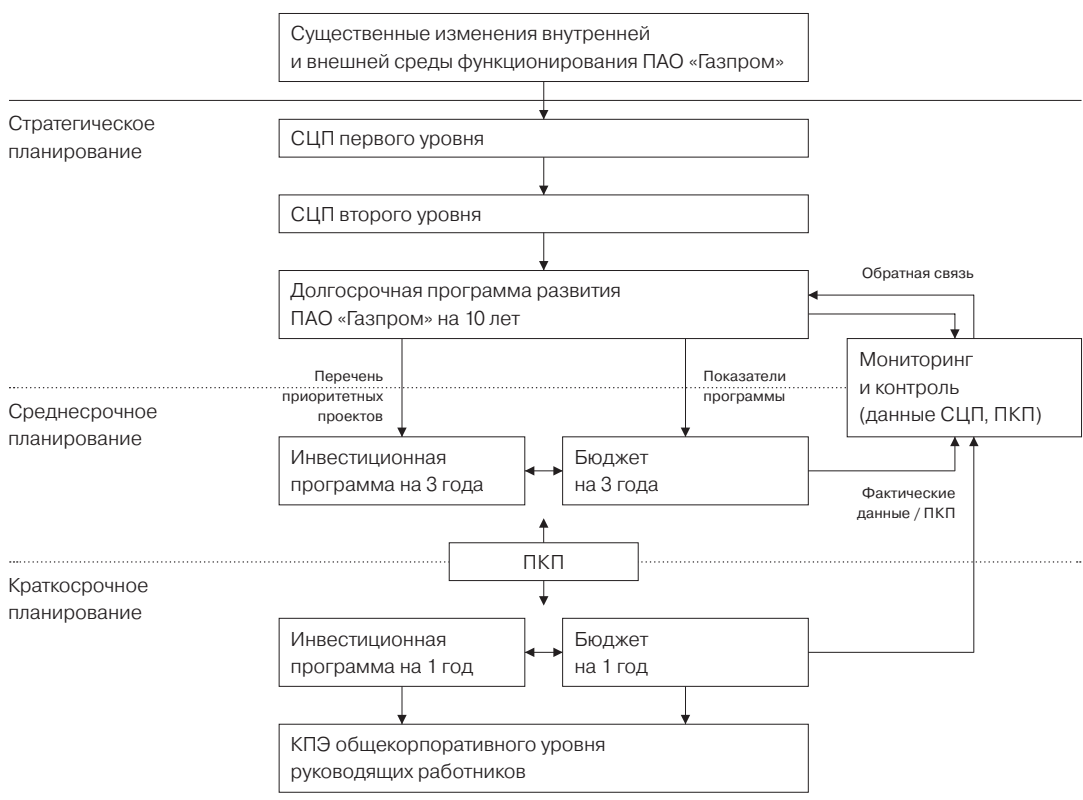 Существенные изменения внутренней
и внешней среды функционирования ПАО «Газпром»
Стратегическое
планирование
СЦП первого уровня
СЦП второго уровня
Долгосрочная программа развития
ПАО «Газпром» на 10 лет
Обратная связь
Мониторинг
и контроль
(данные СЦП, ПКП)
Перечень
приоритетных
проектов
Показатели
программы
Среднесрочное
планирование
Инвестиционная
программа на 3 года
Бюджет
на 3 года
Фактические
данные / ПКП
ПКП
Краткосрочное
планирование
Инвестиционная
программа на 1 год
Бюджет
на 1 год
КПЭ общекорпоративного уровня
руководящих работников